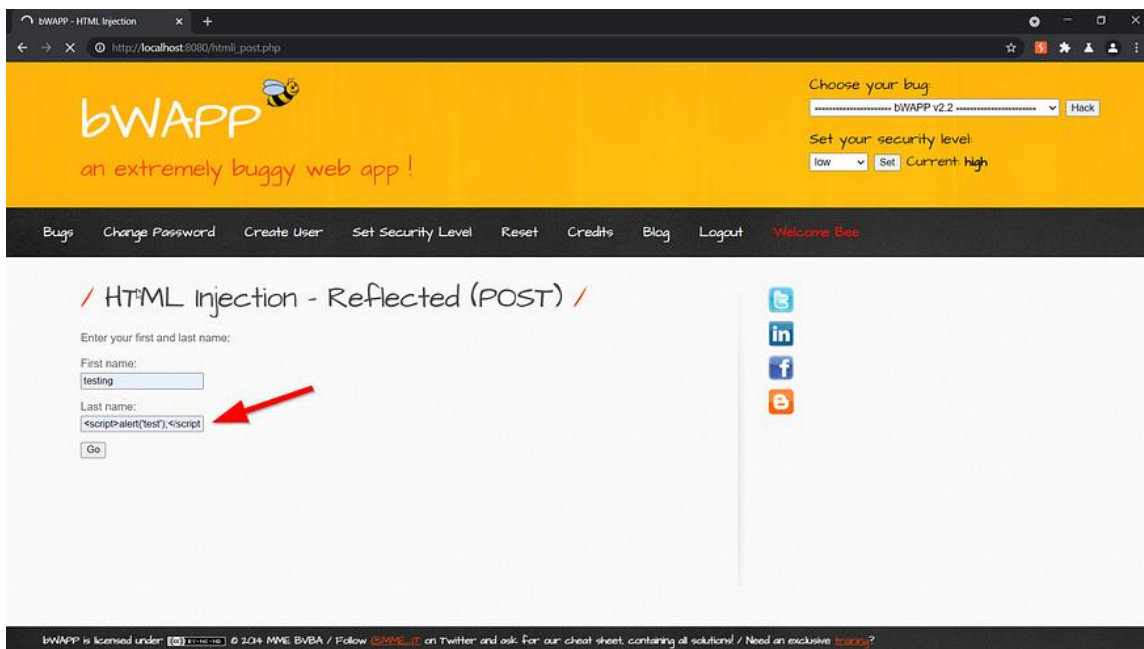 bWAPP - HTML Injection
http://localhost:8080/htmli_post.php
bWAPP
an extremely buggy web app !
Choose your bug:
---------------------- bWAPP v2.2 ----------------------- Hack
Set your security level:
low Set Current: high
Bugs Change Password Create User Set Security Level Reset Credits Blog Logout Welcome Bee
/ HTML Injection - Reflected (POST) /
Enter your first and last name:
First name:
testing
Last name:
<script>alert('test');</script
Go
bWAPP is licensed under (cc) BY-NC-ND © 2014 MME BVBA / Follow @MME_IT on Twitter and ask for our cheat sheet, containing all solutions! / Need an exclusive training?